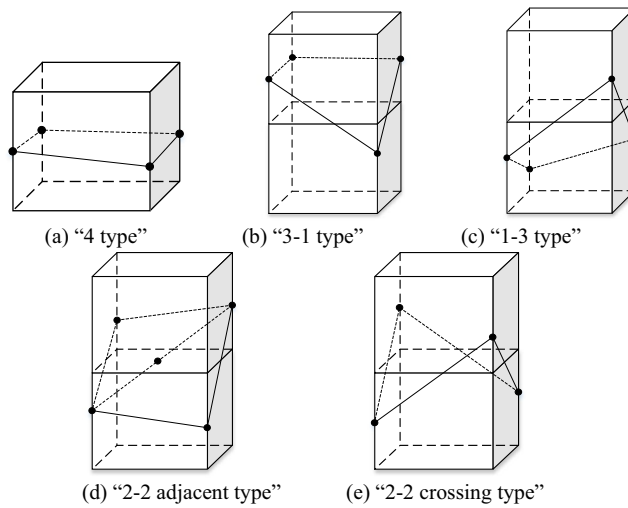 (a) “4 type”
(b) “3-1 type”
(c) “1-3 type”
(d) “2-2 adjacent type”
(e) “2-2 crossing type”